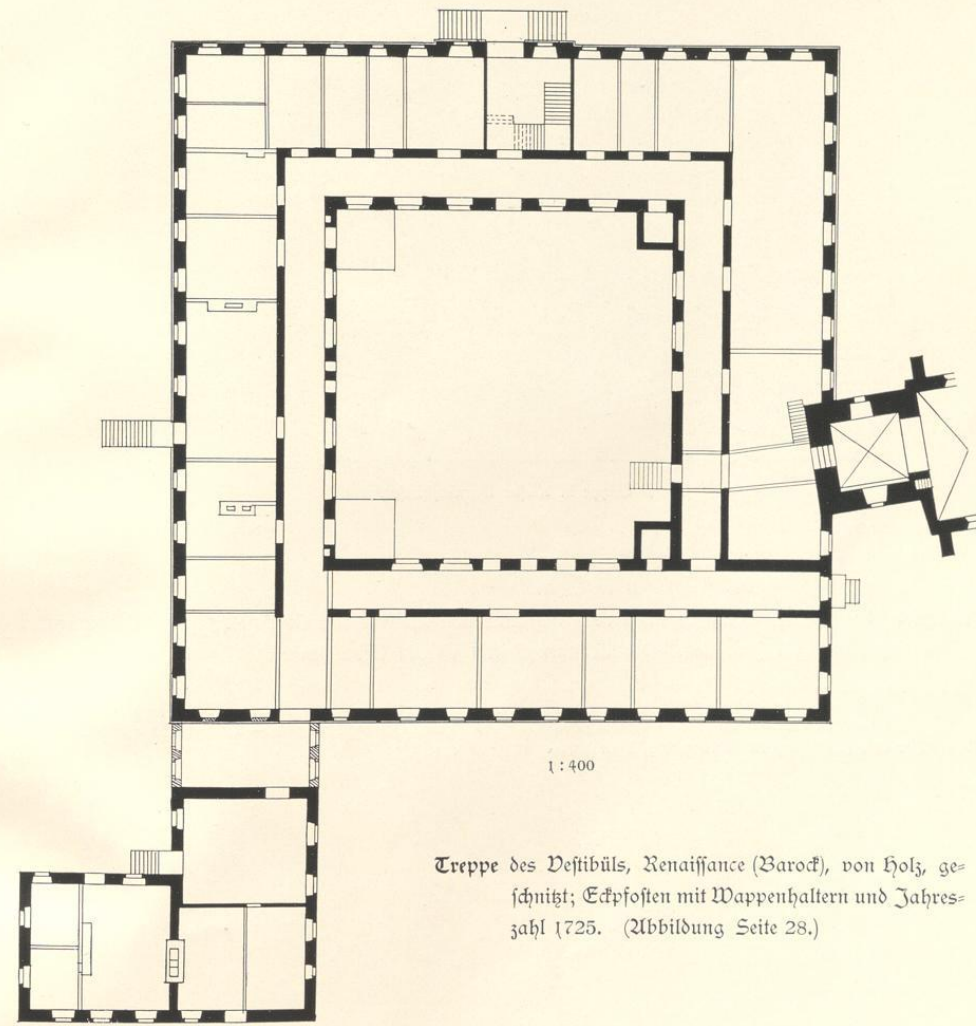 1 : 400
Treppe des Vestibüls, Renaissance (Barock), von Holz, ge=
schnitzt; Eckpfosten mit Wappenhaltern und Jahres=
zahl 1725. (Abbildung Seite 28.)